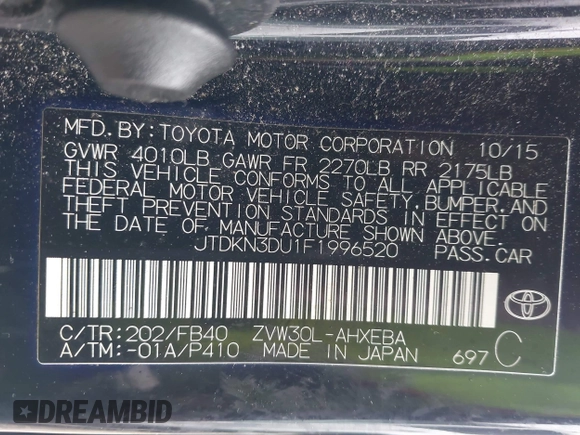 MFD.BY:TOYOTA MOTOR CORPORATION 10/15
GVWR 4010LB GAWR FR 2270LB RR 2175LB
THIS VEHICLE CONFORMS TO ALL APPLICABLE
FEDERAL MOTOR VEHICLE SAFETY,BUMPER,AND
THEFT PREVENTION STANDARDS IN EFFECT ON
THE DATE OF MANUFACTURE SHOWN ABOVE.
JTDKN3DU1F1996520 PASS.CAR
TOYOTA
C/TR:202/FB40 ZVW30L-AHXEBA
A/TM:-01A/P410 MADE IN JAPAN 697 C
DREAMBID